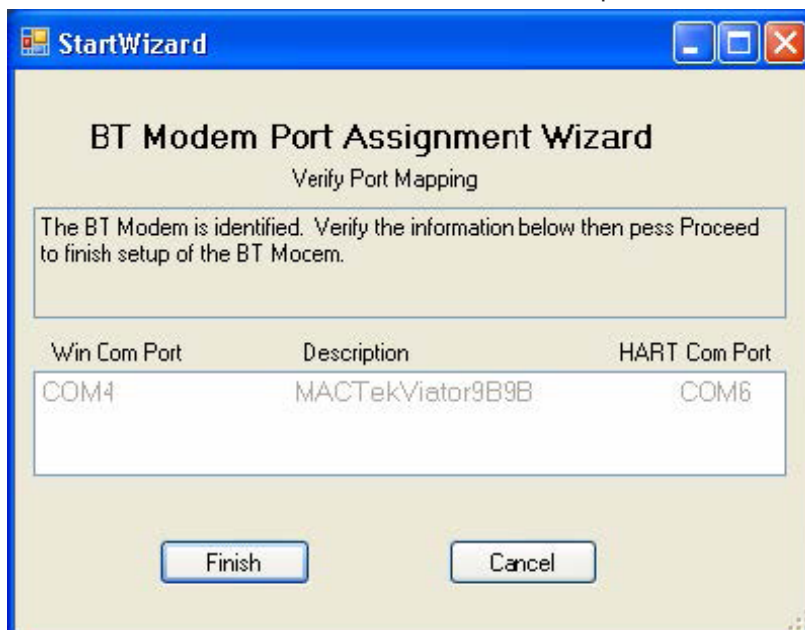 StartWizard
BT Modem Port Assignment Wizard
Verify Port Mapping
The BT Modem is identified. Verify the information below then pess Proceed
to finish setup of the BT Mocem.
Win Com Port Description HART Com Port
COM4 MACTekViator9B9B COM6
Finish Cancel